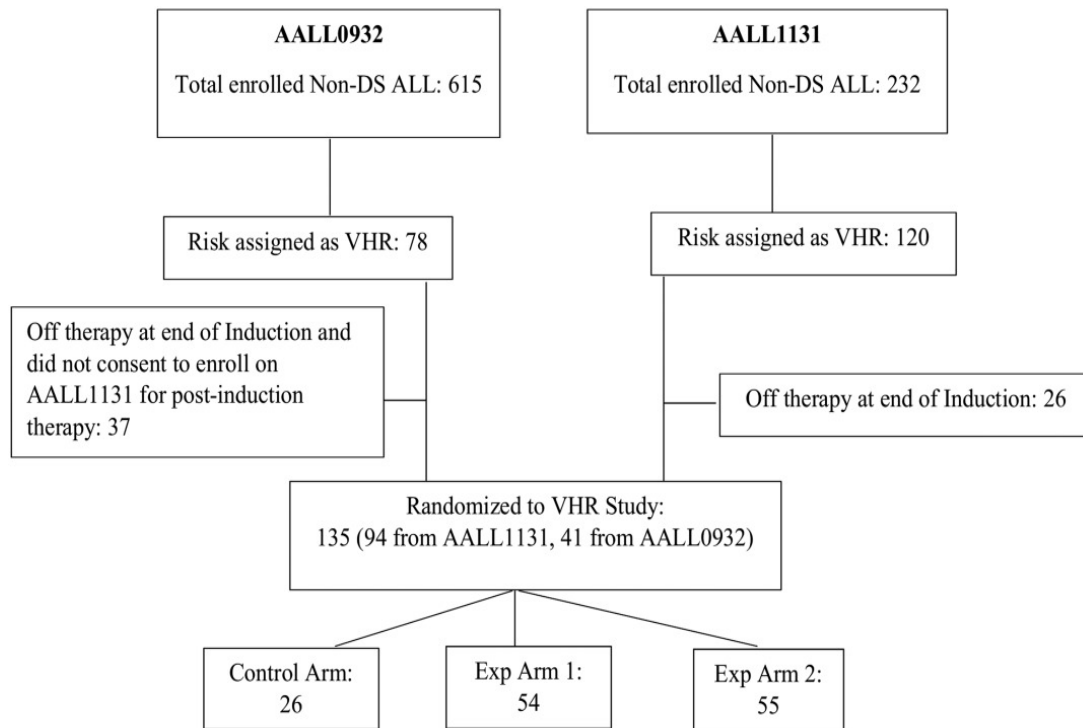 AALL0932
Total enrolled Non-DS ALL: 615
AALL1131
Total enrolled Non-DS ALL: 232
Risk assigned as VHR: 78
Risk assigned as VHR: 120
Off therapy at end of Induction and
did not consent to enroll on
AALL1131 for post-induction
therapy: 37
Off therapy at end of Induction: 26
Randomized to VHR Study:
135 (94 from AALL1131, 41 from AALL0932)
Control Arm:
26
Exp Arm 1:
54
Exp Arm 2:
55